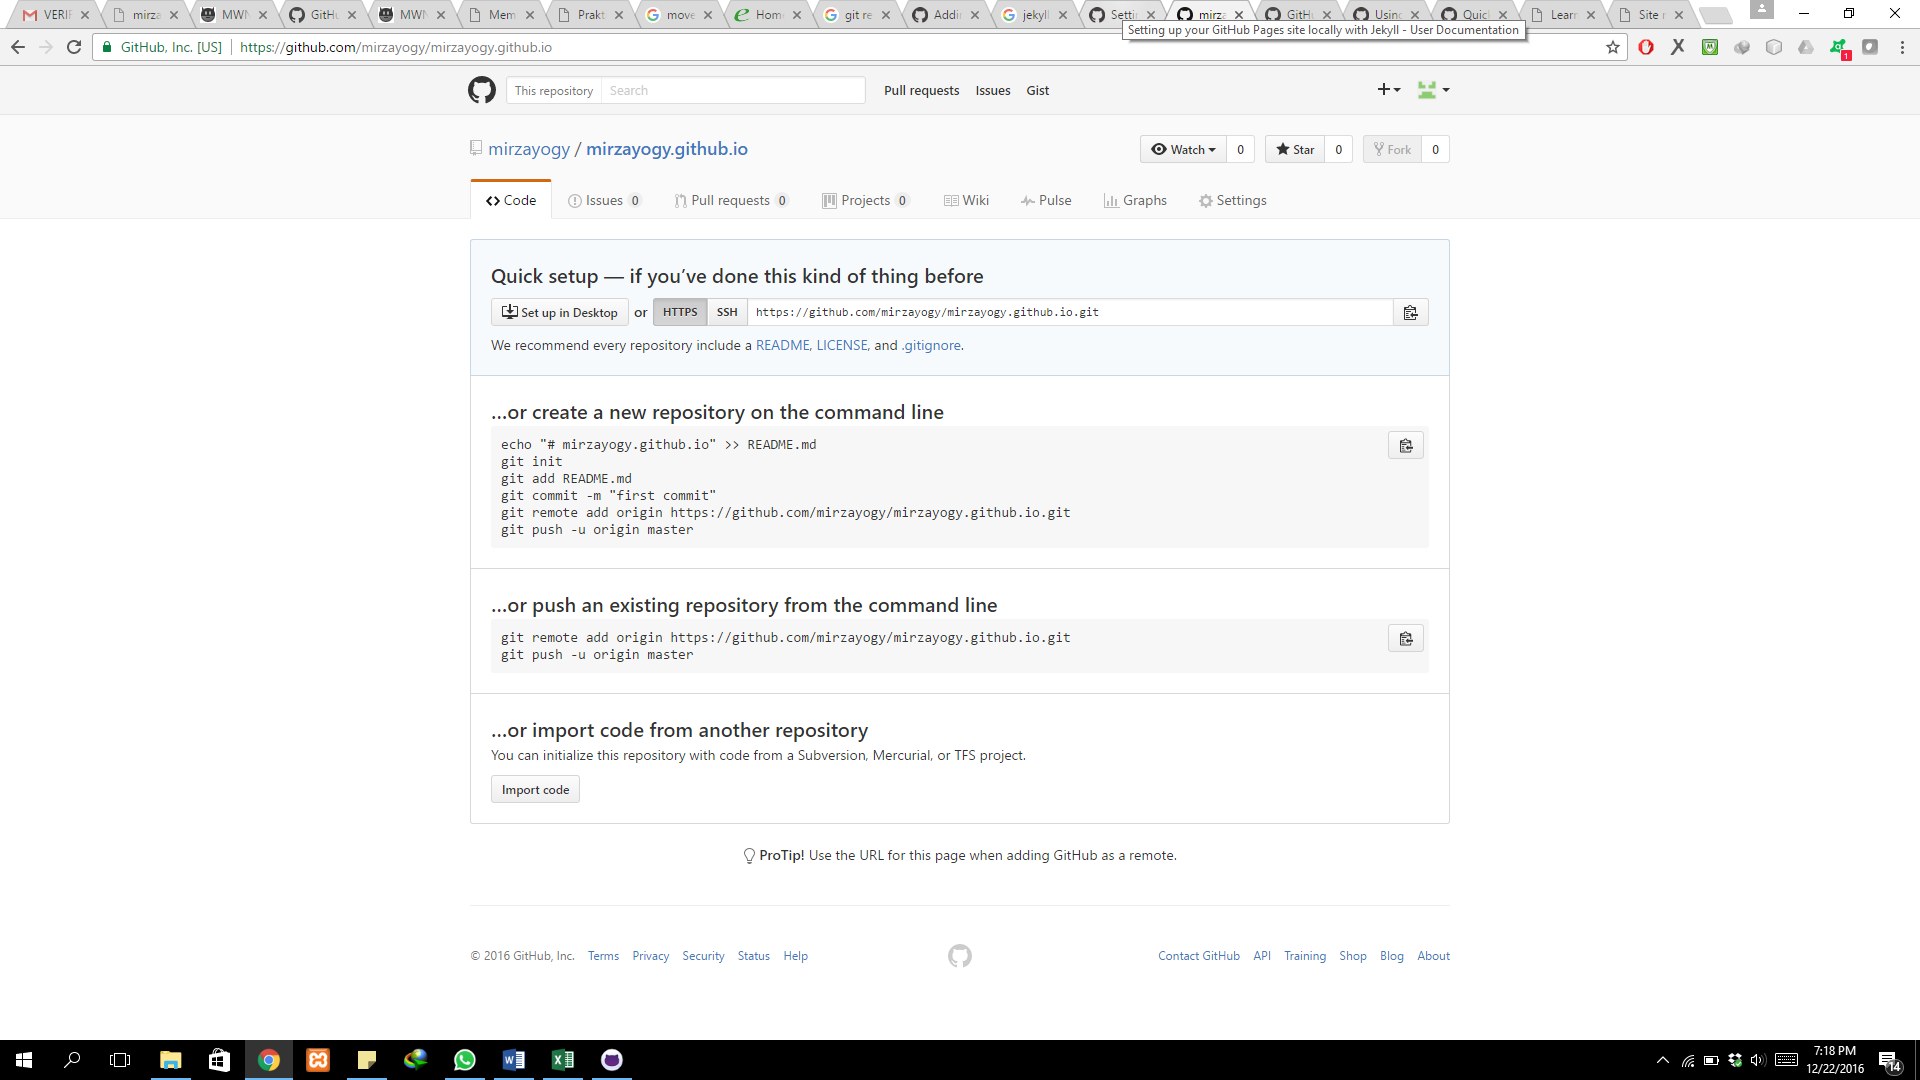 VERIF
mirza
MWN
GitHu
MWN
Mem
Prakt
move
Home
git re
Addin
jekyll
Settin
mirza
GitHu
Using
Quick
Learn
Site r
Setting up your GitHub Pages site locally with Jekyll - User Documentation
GitHub, Inc. [US] https://github.com/mirzayogy/mirzayogy.github.io
1
This repository Search Pull requests Issues Gist
mirzayogy / mirzayogy.github.io
Watch 0 Star 0 Fork 0
Code Issues 0 Pull requests 0 Projects 0 Wiki Pulse Graphs Settings
Quick setup — if you’ve done this kind of thing before
Set up in Desktop or HTTPS SSH https://github.com/mirzayogy/mirzayogy.github.io.git
We recommend every repository include a README, LICENSE, and .gitignore.
…or create a new repository on the command line
echo "# mirzayogy.github.io" >> README.md
git init
git add README.md
git commit -m "first commit"
git remote add origin https://github.com/mirzayogy/mirzayogy.github.io.git
git push -u origin master
…or push an existing repository from the command line
git remote add origin https://github.com/mirzayogy/mirzayogy.github.io.git
git push -u origin master
…or import code from another repository
You can initialize this repository with code from a Subversion, Mercurial, or TFS project.
Import code
ProTip! Use the URL for this page when adding GitHub as a remote.
© 2016 GitHub, Inc. Terms Privacy Security Status Help Contact GitHub API Training Shop Blog About
7:18 PM
12/22/2016
14